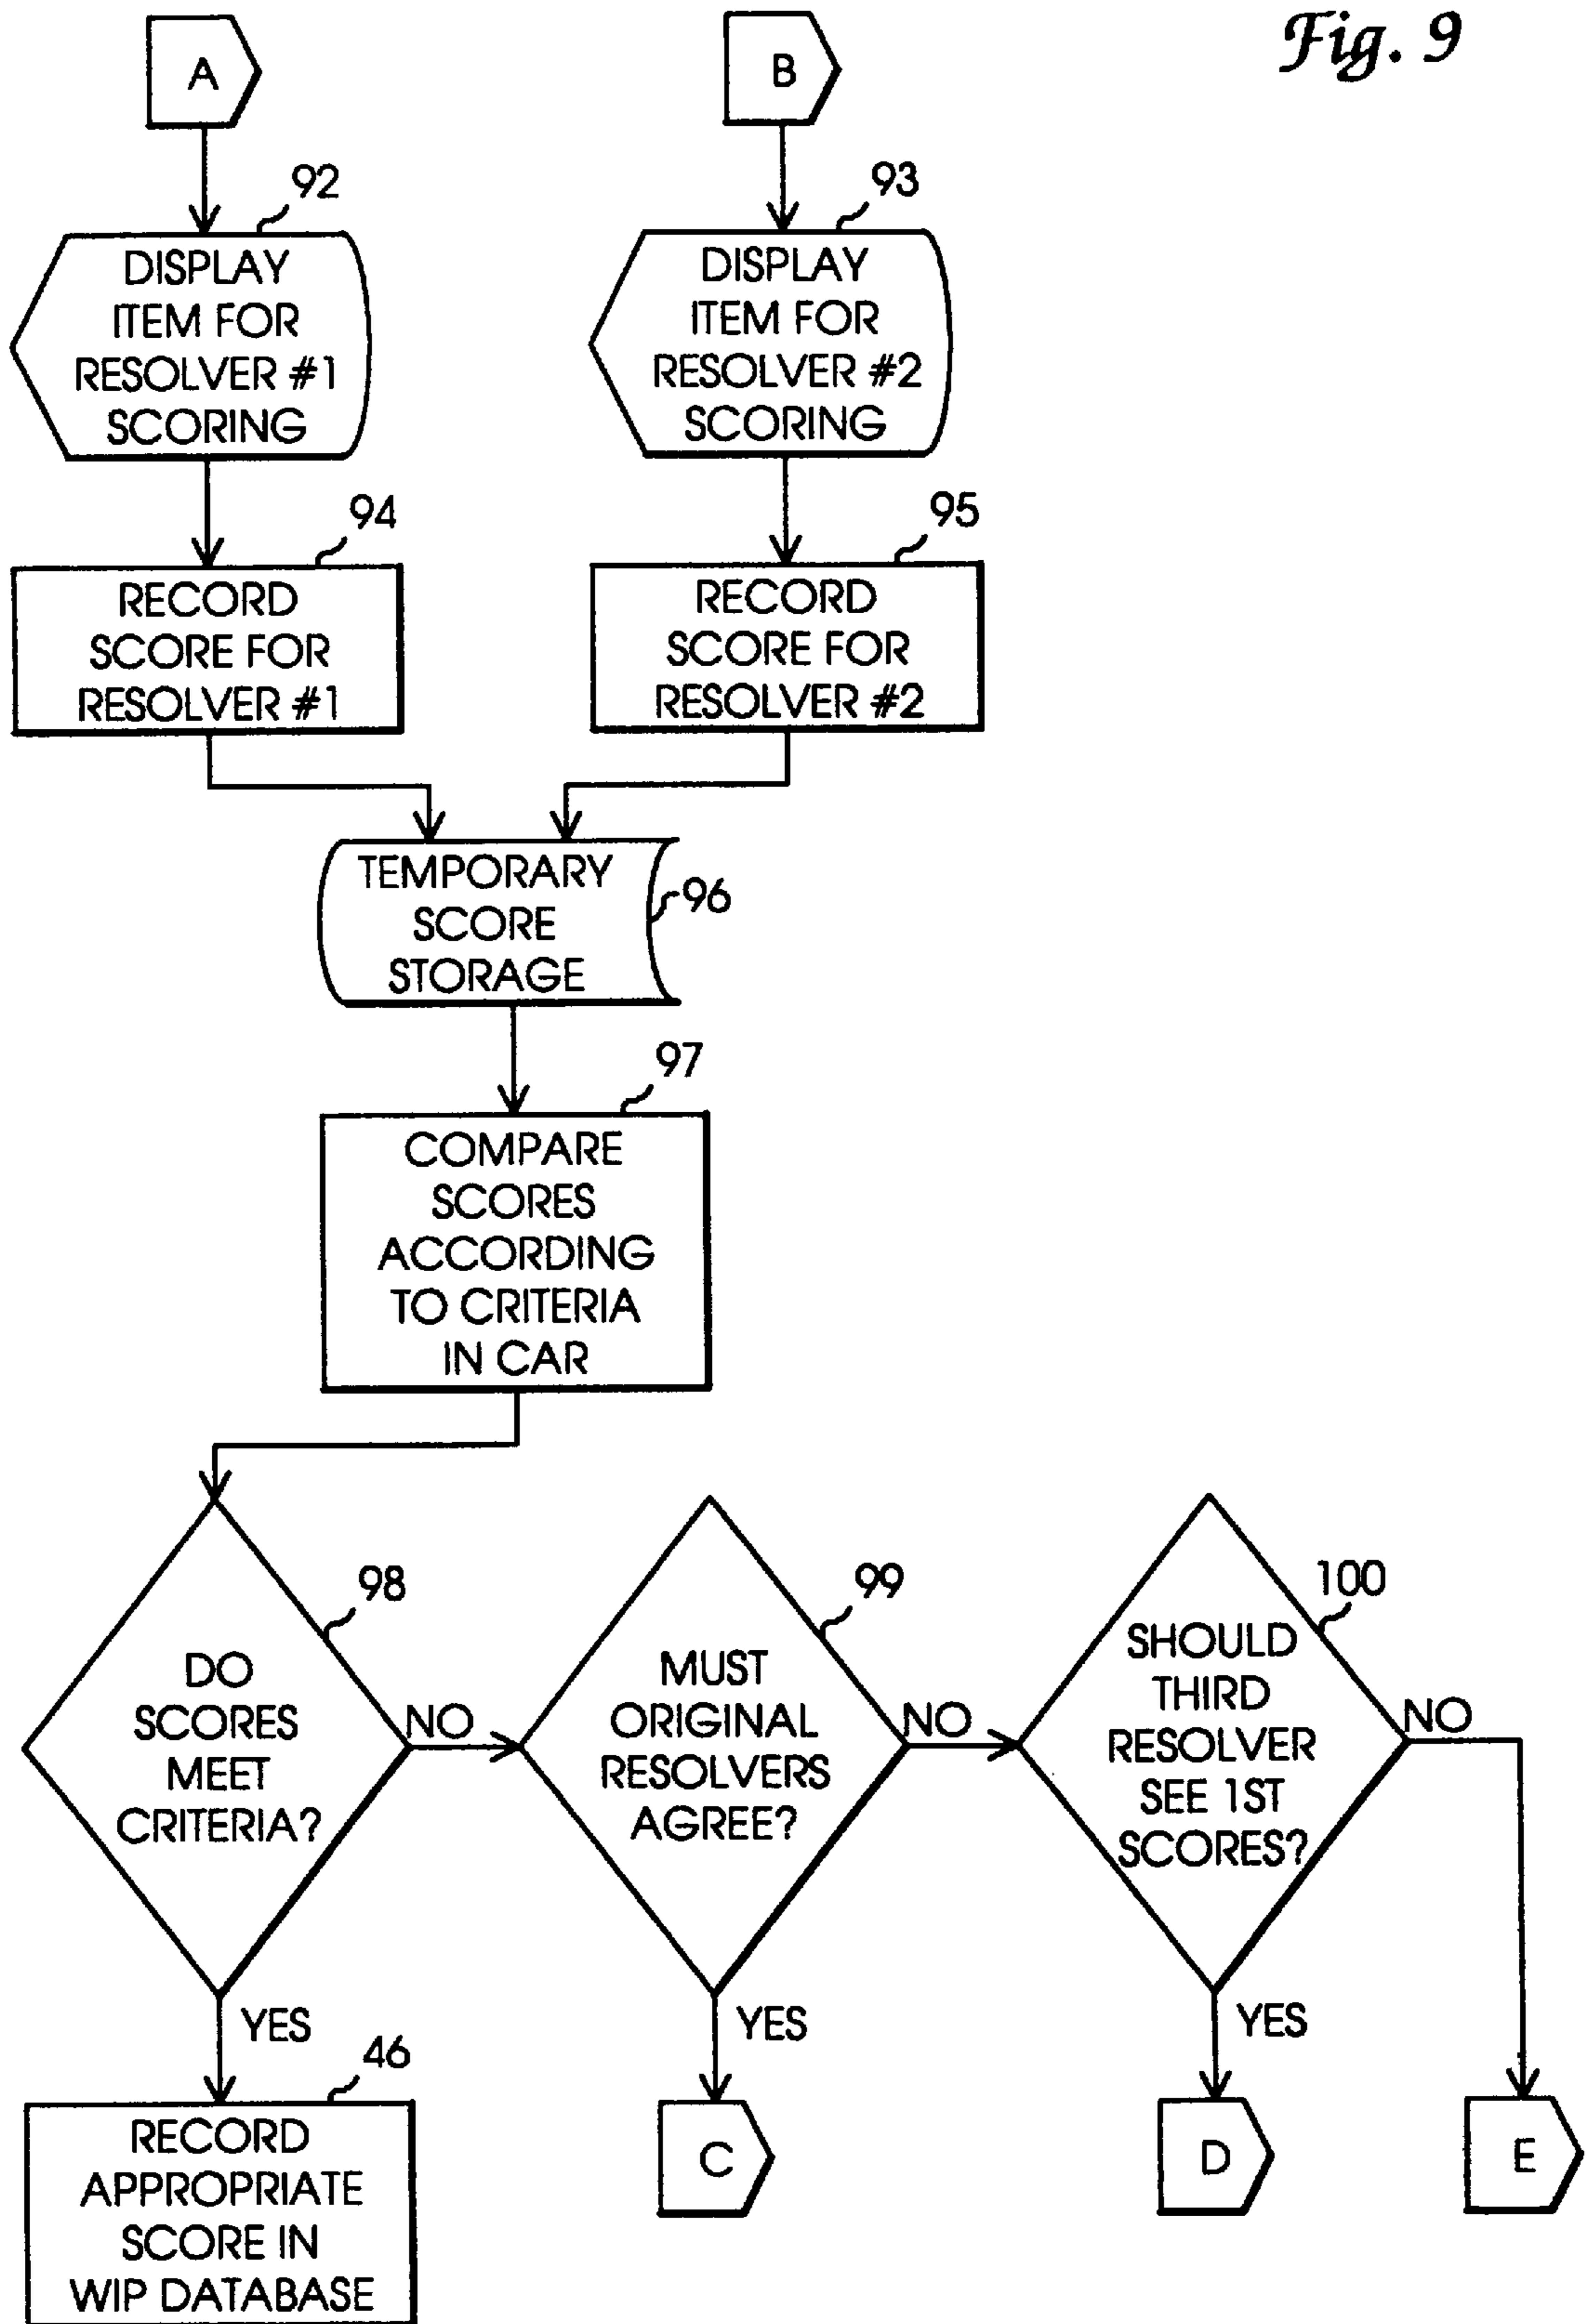 Fig. 9
A
B
92
93
DISPLAY
ITEM FOR
RESOLVER #1
SCORING
DISPLAY
ITEM FOR
RESOLVER #2
SCORING
94
95
RECORD
SCORE FOR
RESOLVER #1
RECORD
SCORE FOR
RESOLVER #2
TEMPORARY
SCORE
STORAGE
96
97
COMPARE
SCORES
ACCORDING
TO CRITERIA
IN CAR
98
99
100
DO
SCORES
MEET
CRITERIA?
NO
MUST
ORIGINAL
RESOLVERS
AGREE?
NO
SHOULD
THIRD
RESOLVER
SEE 1ST
SCORES?
NO
YES
YES
YES
46
RECORD
APPROPRIATE
SCORE IN
WIP DATABASE
C
D
E